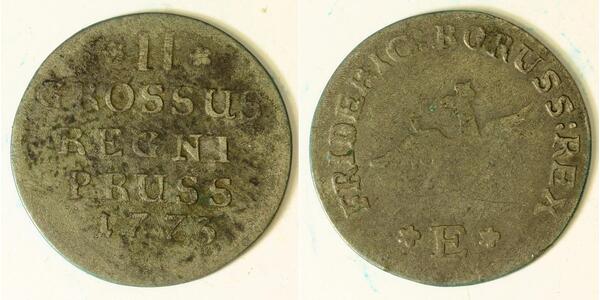 * II *
GROSSUS
REGNI
PRUSS
1773
FRIDERIC: BORUSS: REX
* E *